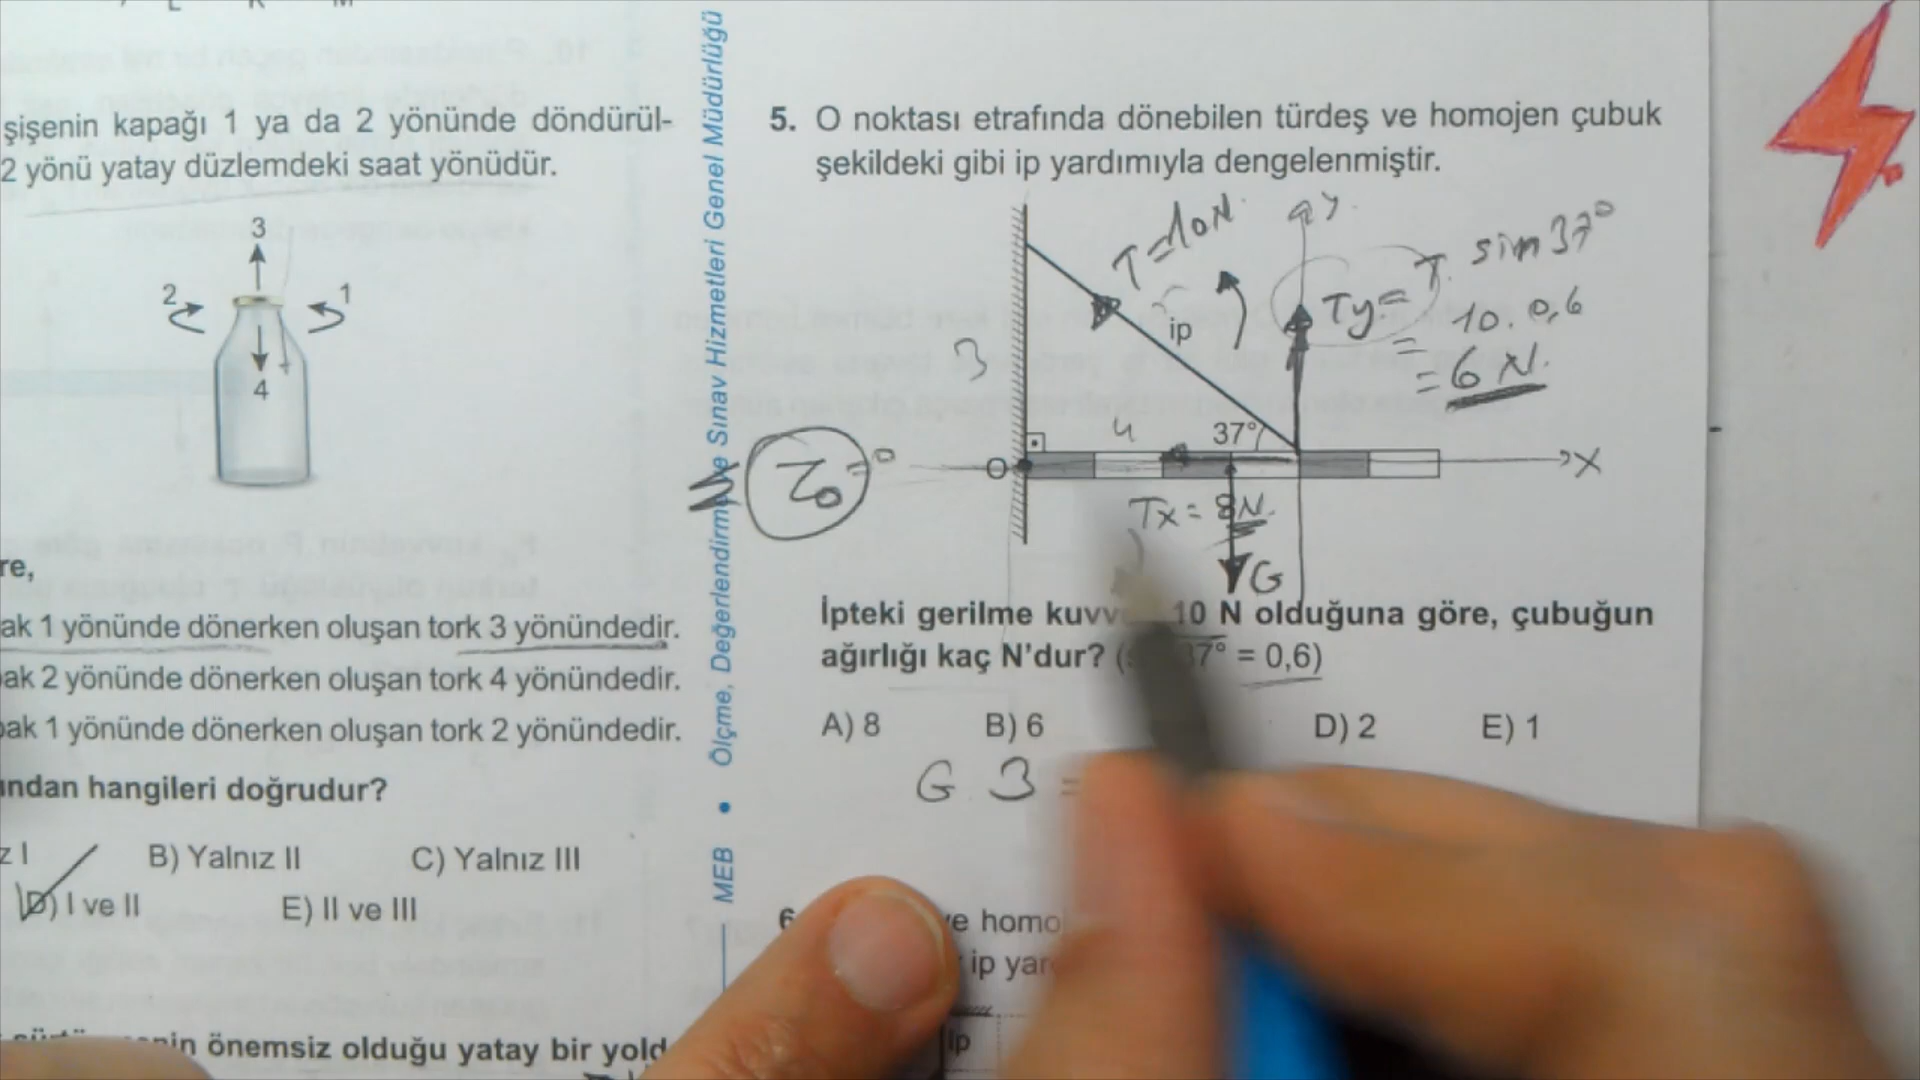 şişenin kapağı 1 ya da 2 yönünde döndürül-
2 yönü yatay düzlemdeki saat yönüdür.
3
2
1
4
re,
ak 1 yönünde dönerken oluşan tork 3 yönündedir.
ak 2 yönünde dönerken oluşan tork 4 yönündedir.
ak 1 yönünde dönerken oluşan tork 2 yönündedir.
ından hangileri doğrudur?
z I
B) Yalnız II
C) Yalnız III
D) I ve II
E) II ve III
önemsiz olduğu yatay bir yold
MEB • Ölçme, Değerlendirme ve Sınav Hizmetleri Genel Müdürlüğü
5. O noktası etrafında dönebilen türdeş ve homojen çubuk
şekildeki gibi ip yardımıyla dengelenmiştir.
T=10N
y
Ty = T. sin37°
= 10. 0,6
= 6 N.
ip
3
4
37°
O
x
Tx = 8N.
G
İpteki gerilme 10 N olduğuna göre, çubuğun
ağırlığı kaç N'dur? 37° = 0,6)
A) 8
B) 6
D) 2
E) 1
G 3 =
6
ve homo
ip
ip